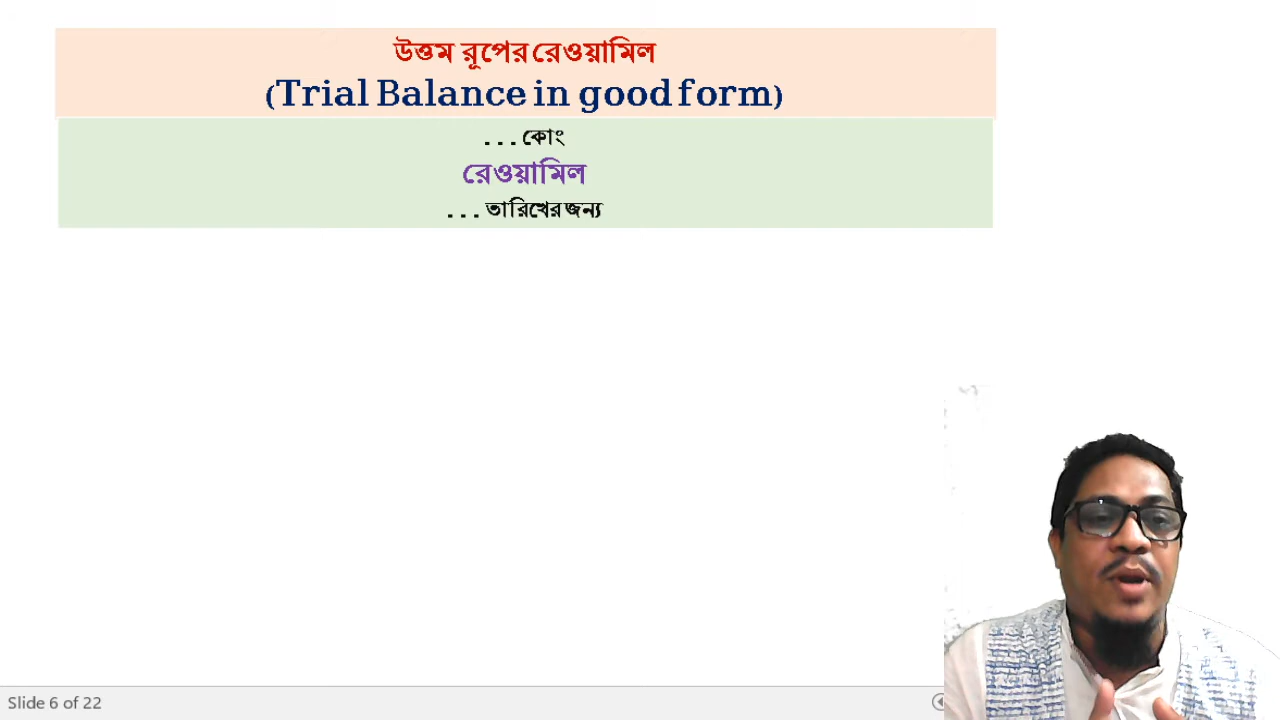 উত্তম রূপের রেওয়ামিল
(Trial Balance in good form)
... কোং
রেওয়ামিল
... তারিখের জন্য
Slide 6 of 22